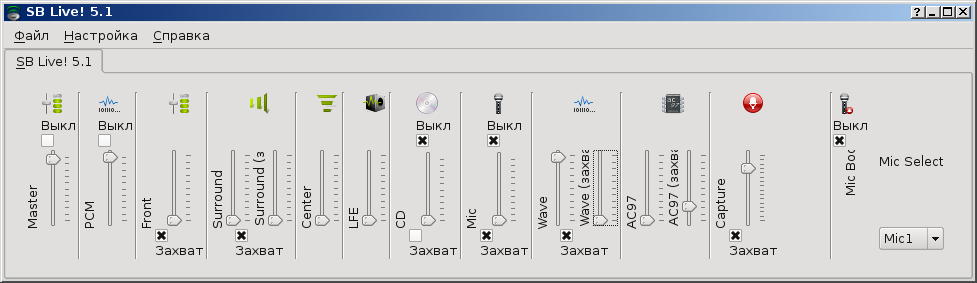 SB Live! 5.1
Файл Настройка Справка
SB Live! 5.1
Выкл Выкл Выкл Выкл Выкл
Master
PCM
Front
Surround
Surround (з
Center
LFE
CD
Mic
Wave
Wave (захва
AC97
AC97 (захва
Capture
Mic Boo
Mic Select
Mic1
Захват Захват Захват Захват Захват Захват